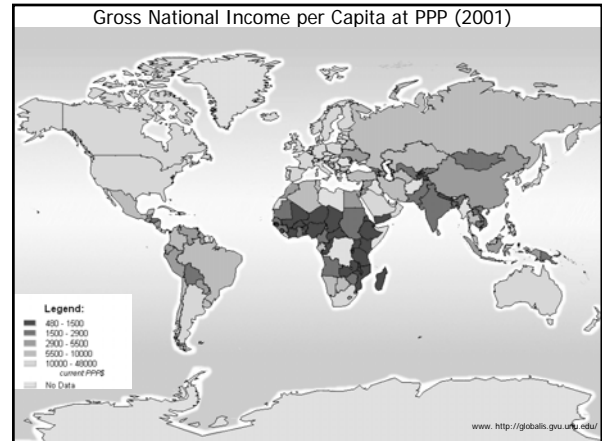 Gross National Income per Capita at PPP (2001)
Legend:
480 - 1500
1500 - 2900
2900 - 5500
5500 - 10000
10000 - 48000
current PPP$
No Data
www. http://globalis.gvu.unu.edu/